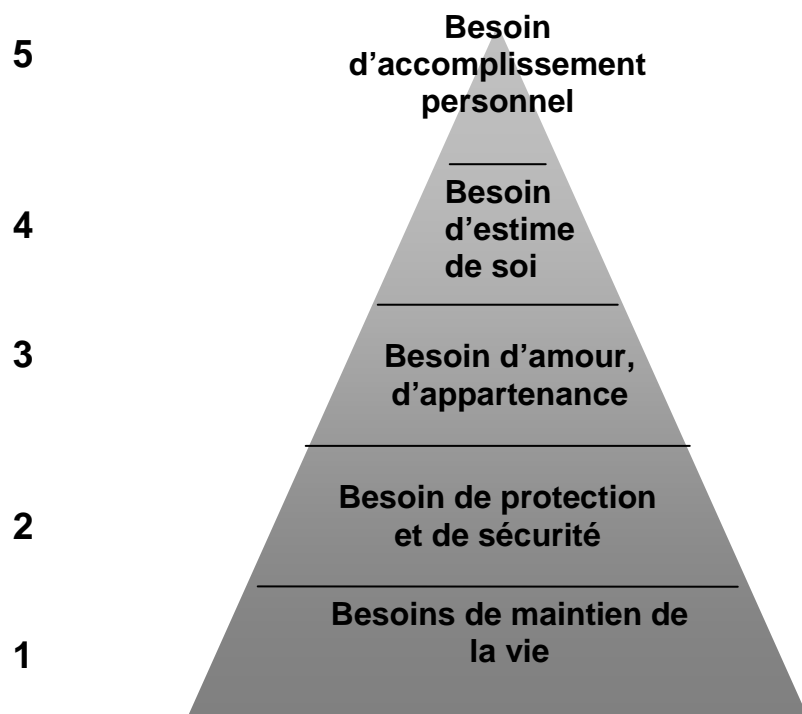 5
Besoin
d’accomplissement
personnel
4
Besoin
d’estime
de soi
3
Besoin d’amour,
d’appartenance
2
Besoin de protection
et de sécurité
1
Besoins de maintien de
la vie